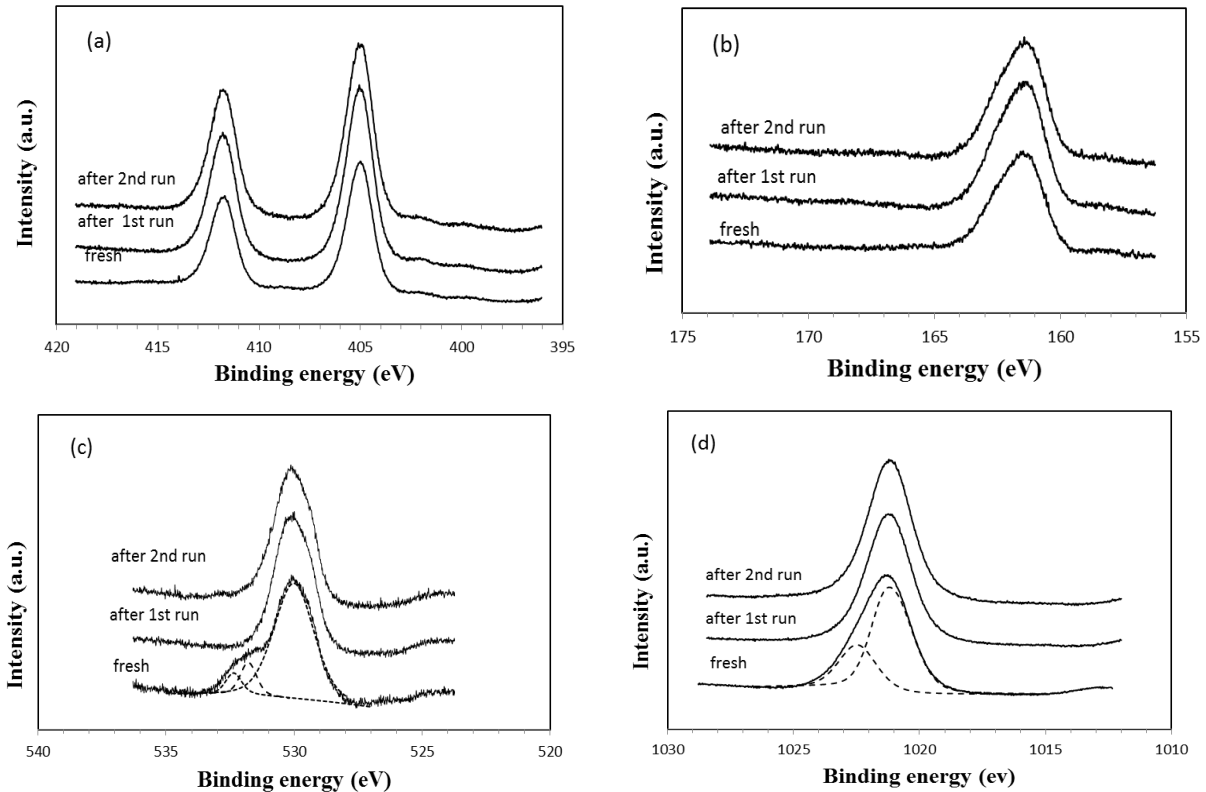 (a)
after 2nd run
after 1st run
fresh
Intensity (a.u.)
420 415 410 405 400 395
Binding energy (eV)
(b)
after 2nd run
after 1st run
fresh
Intensity (a.u.)
175 170 165 160 155
Binding energy (eV)
(c)
after 2nd run
after 1st run
fresh
Intensity (a.u.)
540 535 530 525 520
Binding energy (eV)
(d)
after 2nd run
after 1st run
fresh
Intensity (a.u.)
1030 1025 1020 1015 1010
Binding energy (ev)